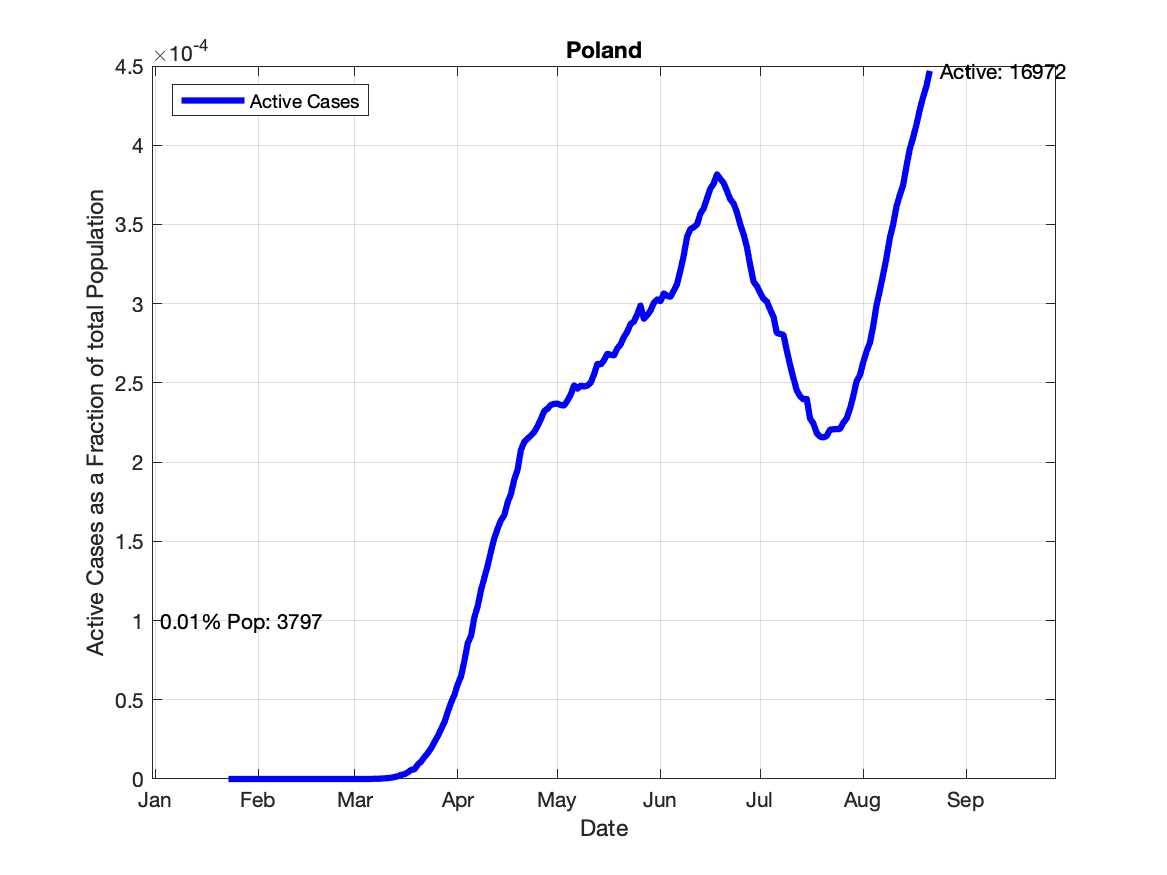 Poland
×10-4
4.5
Active: 16972
Active Cases
4
3.5
3
2.5
2
1.5
1
0.01% Pop: 3797
0.5
0
Active Cases as a Fraction of total Population
Jan Feb Mar Apr May Jun Jul Aug Sep
Date